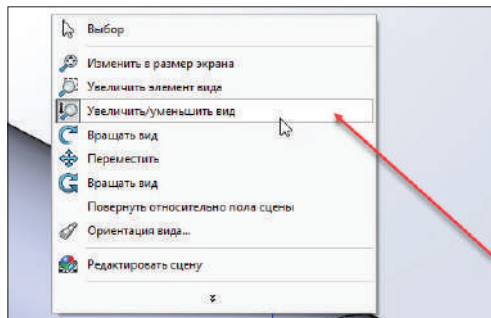 Выбор
Изменить в размер экрана
Увеличить элемент вида
Увеличить/уменьшить вид
Вращать вид
Переместить
Вращать вид
Повернуть относительно пола сцены
Ориентация вида...
Редактировать сцену